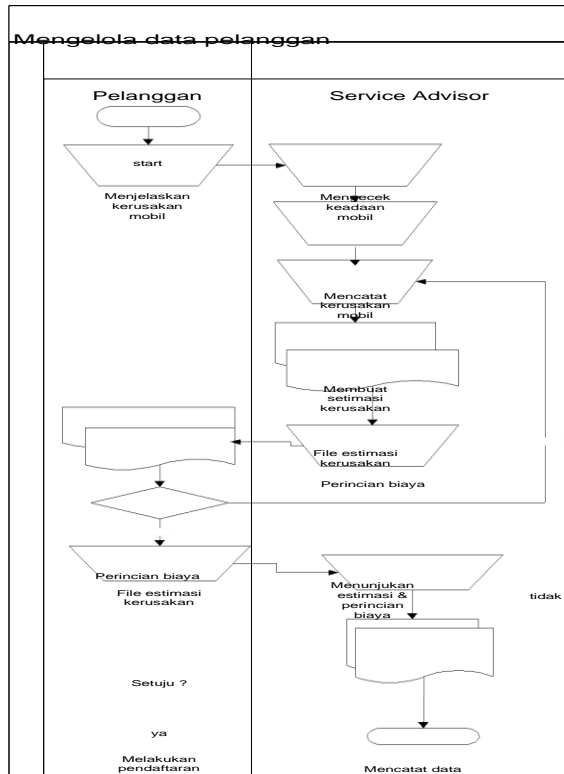 Mengelola data pelanggan
Pelanggan
Service Advisor
start
Menjelaskan
kerusakan
mobil
Mengecek
keadaan
mobil
Mencatat
kerusakan
mobil
Membuat
setimasi
kerusakan
File estimasi
kerusakan
Perincian biaya
Perincian biaya
File estimasi
kerusakan
Menunjukan
estimasi &
perincian
biaya
tidak
Setuju ?
ya
Melakukan
pendaftaran
Mencatat data